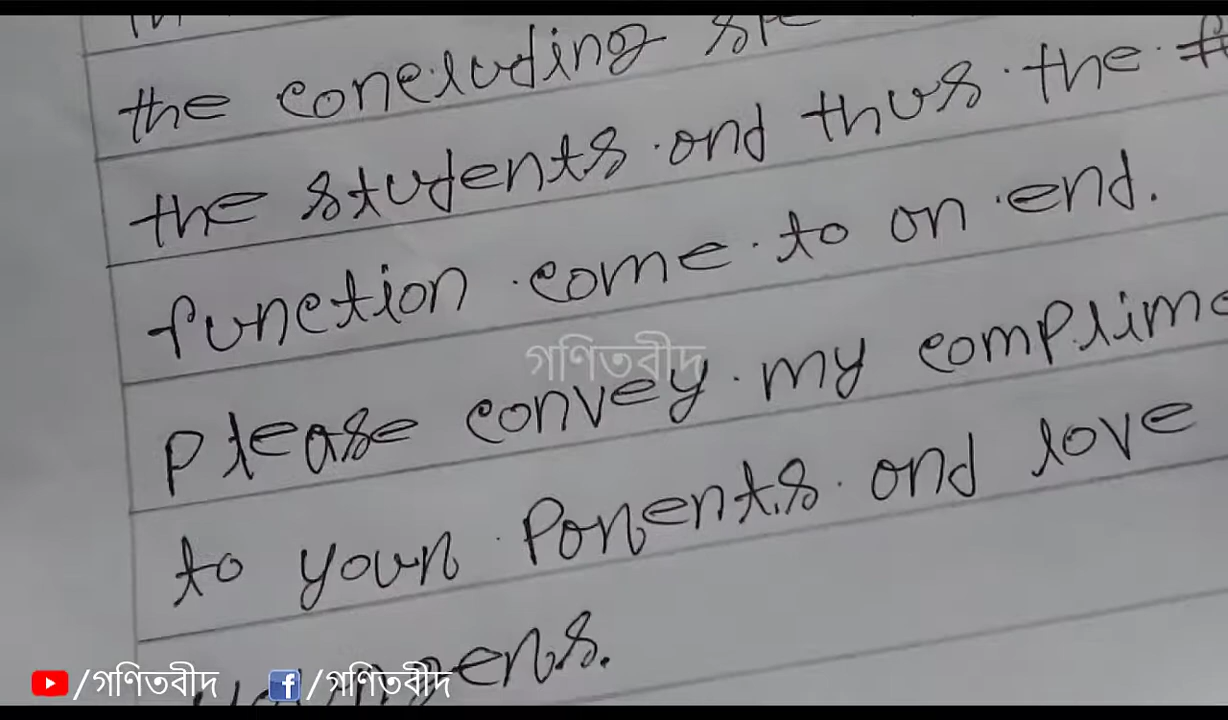 the concluding
the students and thus the
function come to an end.
please convey my complime
to your Parents and love
গণিতবীদ
/গণিতবীদ /গণিতবীদ